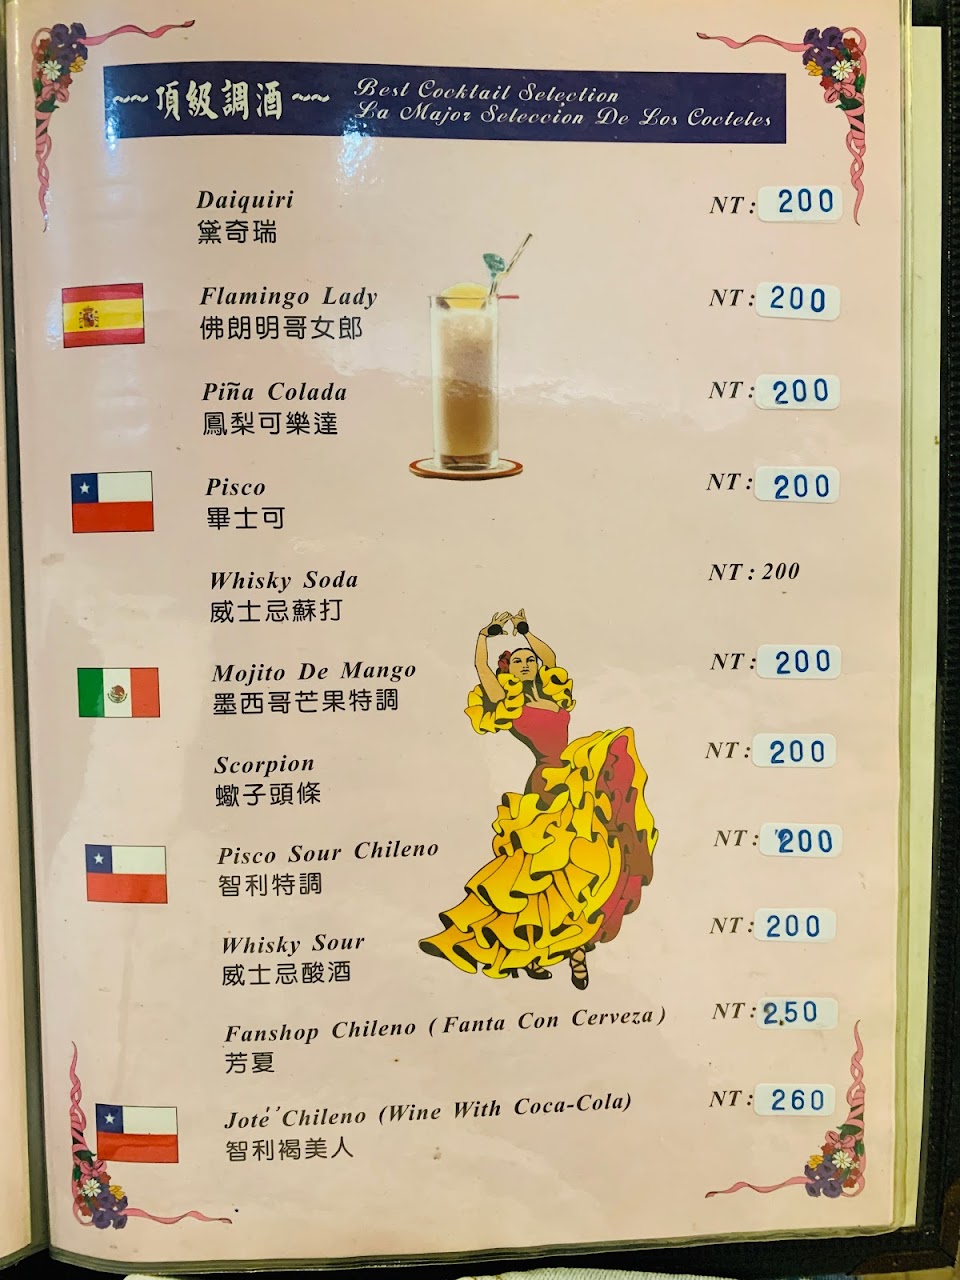 ~~頂級調酒~~
Best Cocktail Selection
La Major Seleccion De Los Cocteles
Daiquiri NT: 200
黛奇瑞
Flamingo Lady NT: 200
佛朗明哥女郎
Piña Colada NT: 200
鳳梨可樂達
Pisco NT: 200
畢士可
Whisky Soda NT: 200
威士忌蘇打
Mojito De Mango NT: 200
墨西哥芒果特調
Scorpion NT: 200
蠍子頭條
Pisco Sour Chileno NT: 200
智利特調
Whisky Sour NT: 200
威士忌酸酒
Fanshop Chileno (Fanta Con Cerveza) NT: 250
芳夏
Joté'Chileno (Wine With Coca-Cola) NT: 260
智利褐美人